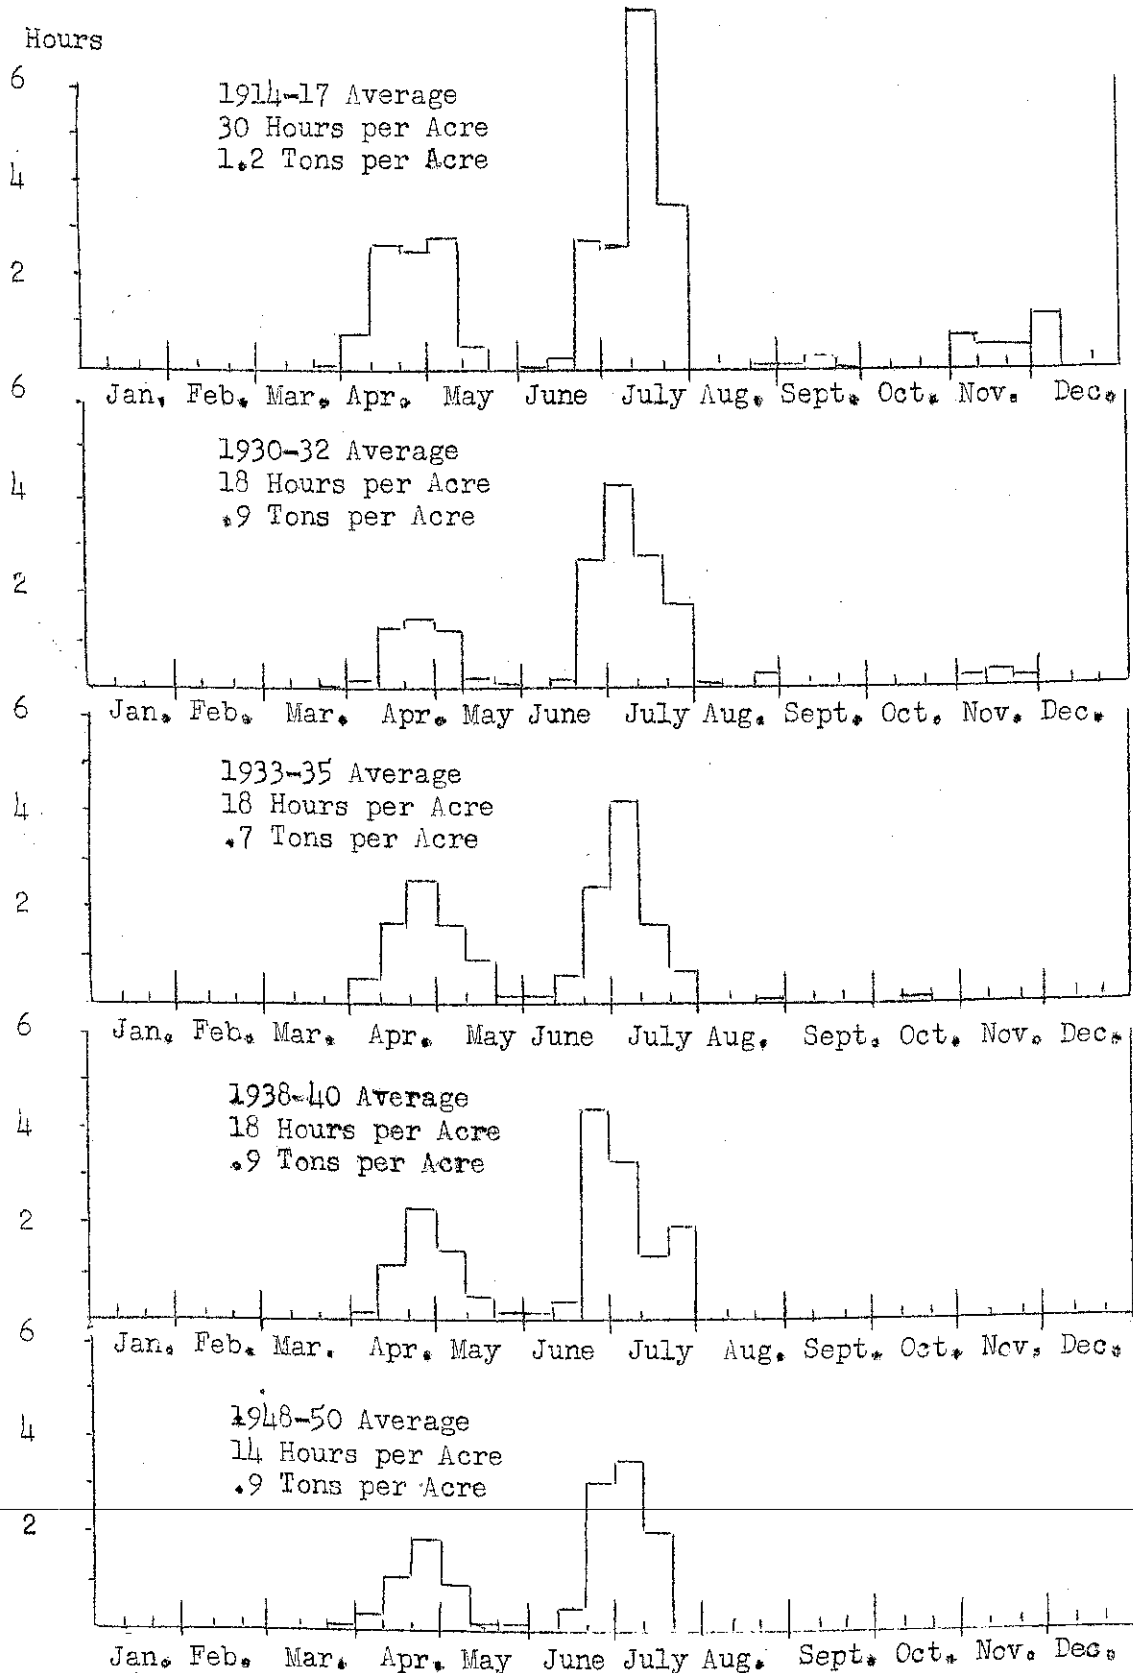 Hours
6
1914-17 Average
30 Hours per Acre
1.2 Tons per Acre
4
2
Jan. Feb. Mar. Apr. May June July Aug. Sept. Oct. Nov. Dec.
6
1930-32 Average
4
18 Hours per Acre
.9 Tons per Acre
2
Jan. Feb. Mar. Apr. May June July Aug. Sept. Oct. Nov. Dec.
6
1933-35 Average
4
18 Hours per Acre
.7 Tons per Acre
2
Jan. Feb. Mar. Apr. May June July Aug. Sept. Oct. Nov. Dec.
6
1938-40 Average
4
18 Hours per Acre
.9 Tons per Acre
2
Jan. Feb. Mar. Apr. May June July Aug. Sept. Oct. Nov. Dec.
6
1948-50 Average
4
14 Hours per Acre
.9 Tons per Acre
2
Jan. Feb. Mar. Apr. May June July Aug. Sept. Oct. Nov. Dec.